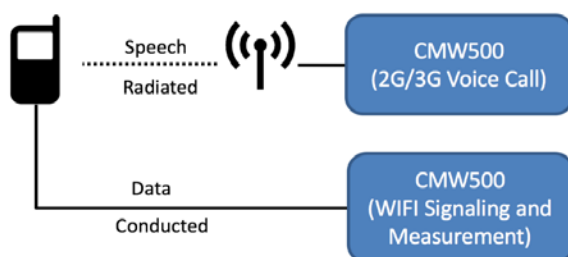 Speech
Radiated
CMW500
(2G/3G Voice Call)
Data
Conducted
CMW500
(WIFI Signaling and
Measurement)